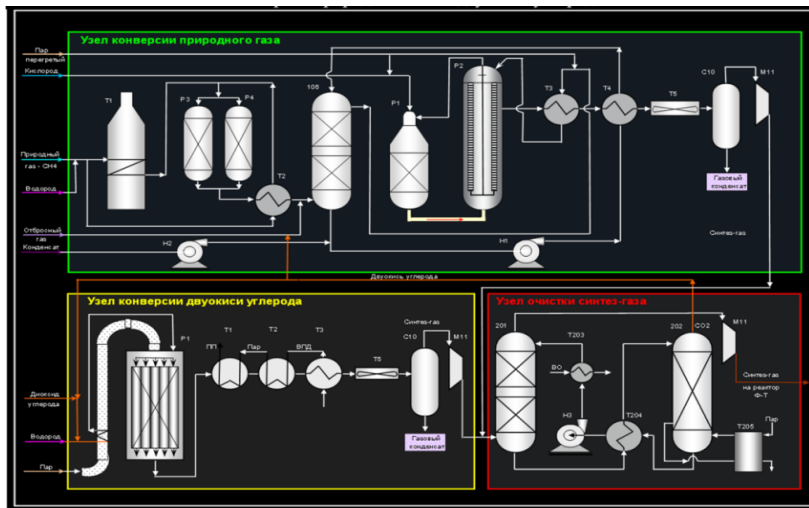 Узел конверсии природного газа
Пар
перегретый
Кислород
Природный
газ - CH4
Водород
Отбросный
газ
Конденсат
T1
P3
P4
T2
108
P1
P2
T3
T4
T5
C10
M11
H2
H1
Газовый
конденсат
Синтез-газ
Двуокись углерода
Узел конверсии двуокиси углерода
P1
T1
T2
T3
ПП
Пар
ВПД
T5
Синтез-газ
C10
M11
Газовый
конденсат
Диоксид
углерода
Водород
Пар
Узел очистки синтез-газа
201
T203
BO
H3
T204
202
CO2
M11
Синтез-газ
на реактор
Ф-Т
Пар
T205